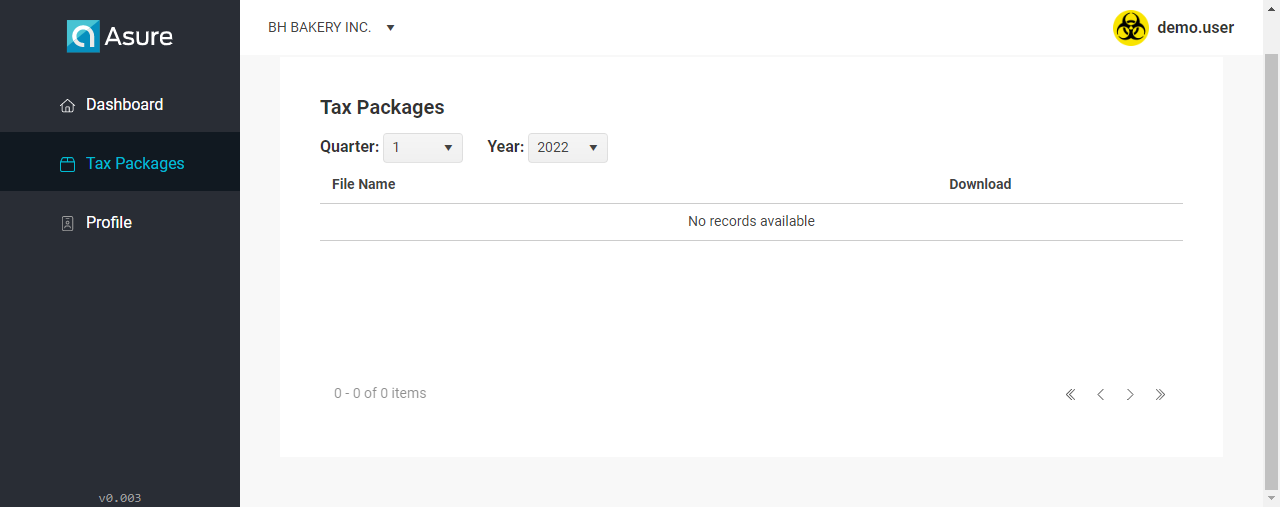 Asure
BH BAKERY INC.
demo.user
Dashboard
Tax Packages
Profile
v0.003
Tax Packages
Quarter: 1 Year: 2022
File Name Download
No records available
0 - 0 of 0 items